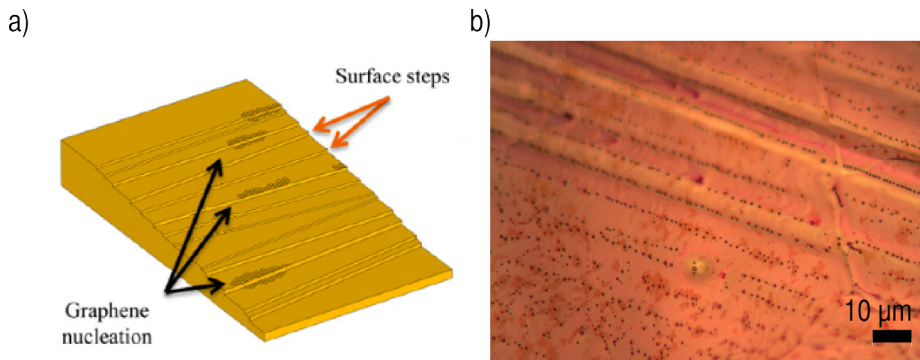 a)
b)
Surface steps
Graphene
nucleation
10 μm